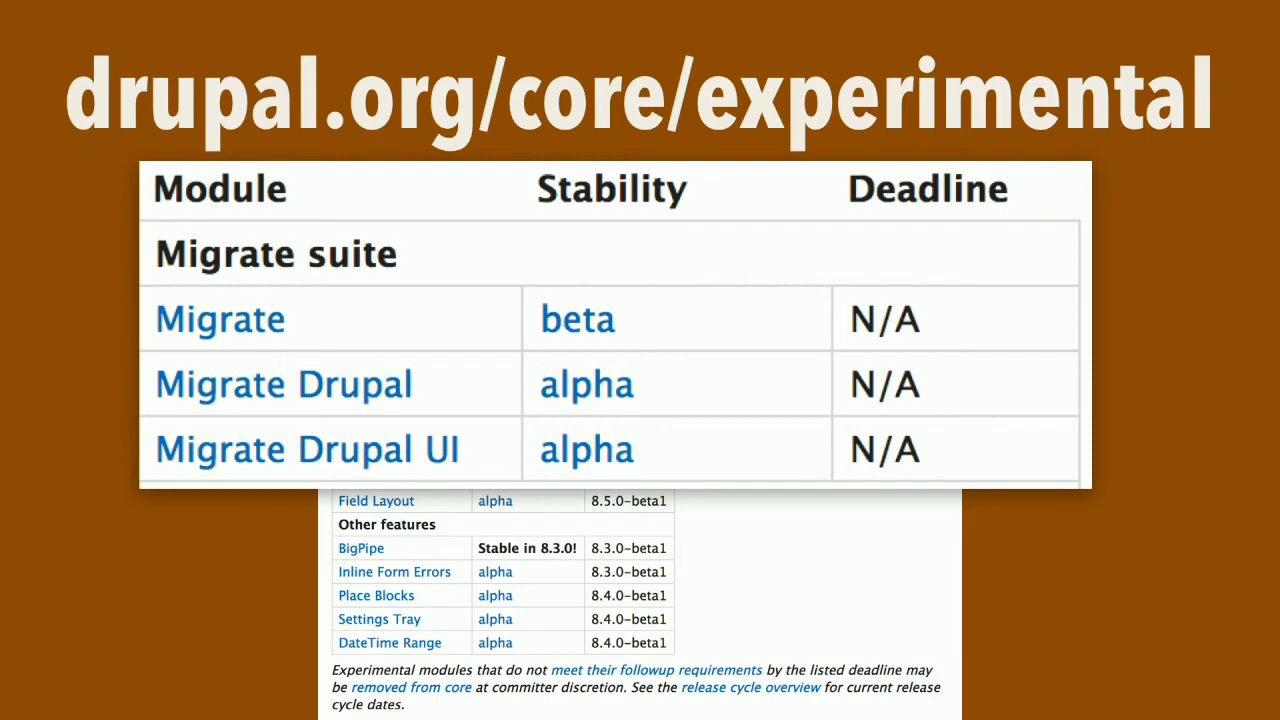 drupal.org/core/experimental
Module Stability Deadline
Migrate suite
Migrate beta N/A
Migrate Drupal alpha N/A
Migrate Drupal UI alpha N/A
Field Layout alpha 8.5.0-beta1
Other features
BigPipe Stable in 8.3.0! 8.3.0-beta1
Inline Form Errors alpha 8.3.0-beta1
Place Blocks alpha 8.4.0-beta1
Settings Tray alpha 8.4.0-beta1
DateTime Range alpha 8.4.0-beta1
Experimental modules that do not meet their followup requirements by the listed deadline may
be removed from core at committer discretion. See the release cycle overview for current release
cycle dates.